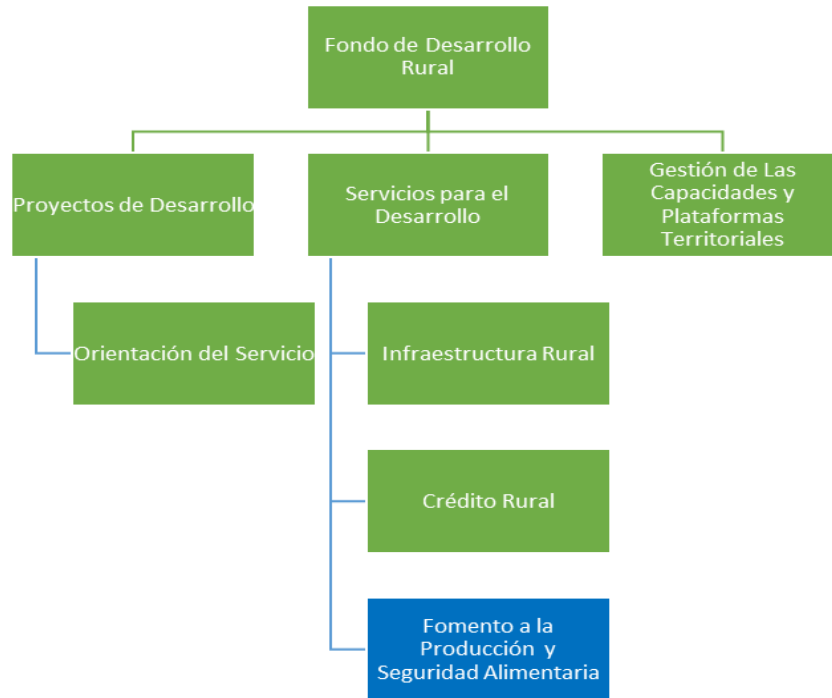 Fondo de Desarrollo
Rural
Proyectos de Desarrollo
Servicios para el
Desarrollo
Gestión de Las
Capacidades y
Plataformas
Territoriales
Orientación del Servicio
Infraestructura Rural
Crédito Rural
Fomento a la
Producción y
Seguridad Alimentaria